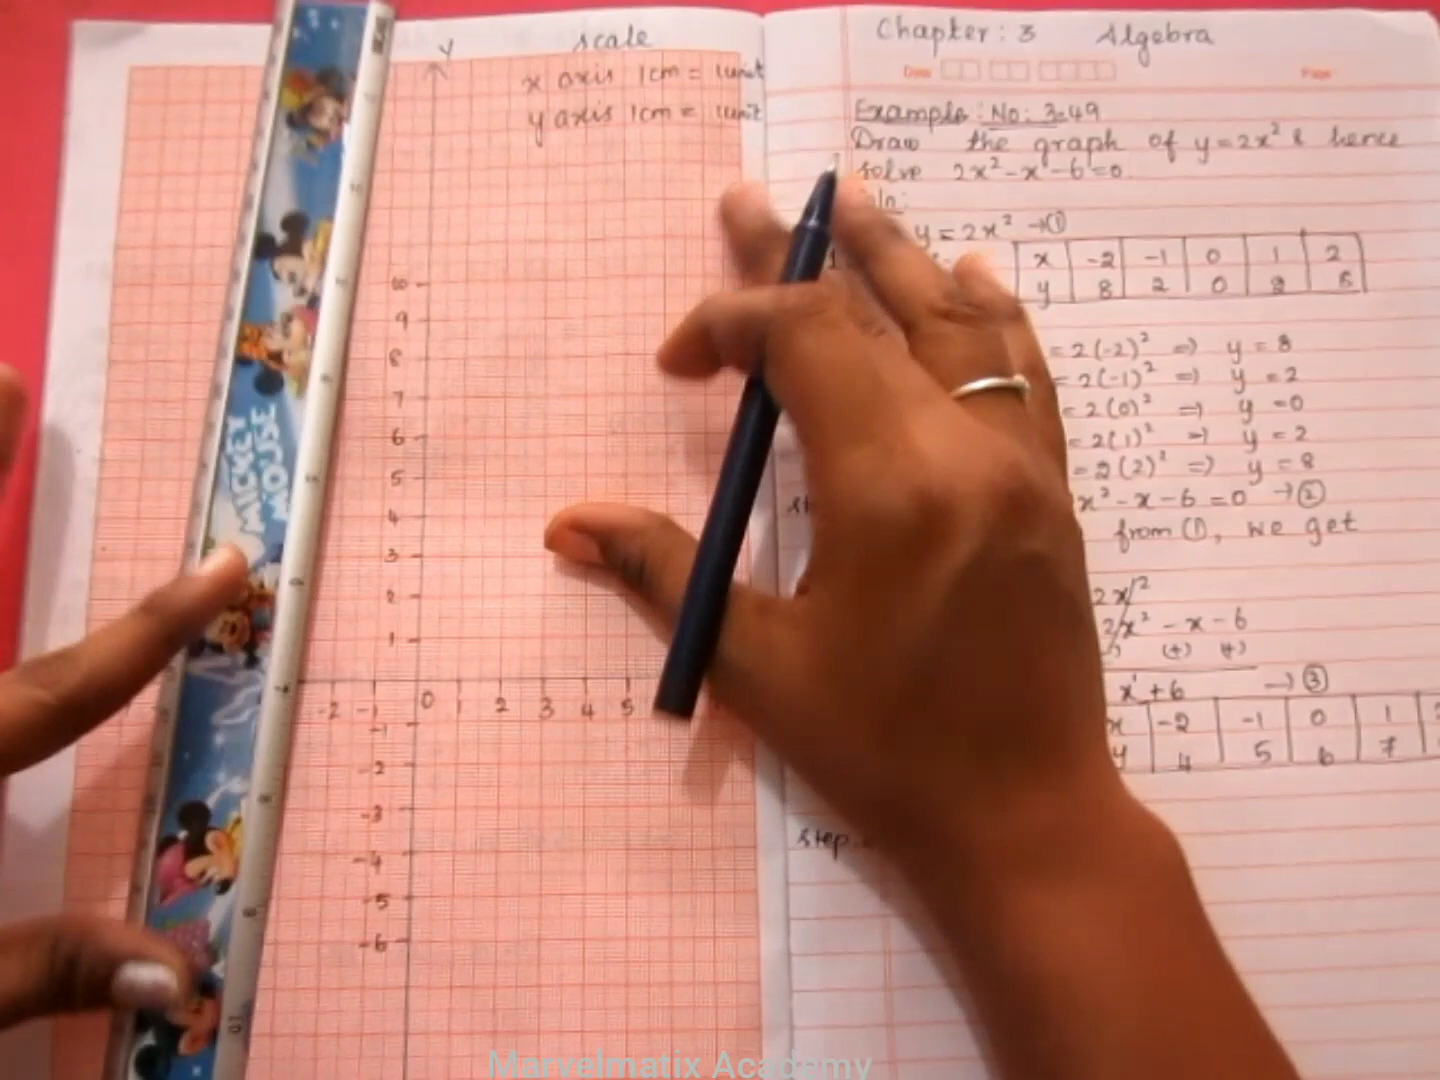 Y
scale
x axis 1cm = 1unit
y axis 1cm = 1unit
10
9
8
7
6
5
4
3
2
1
-2 -1 0 1 2 3 4 5
-1
-2
-3
-4
-5
-6
MICKEY
MOUSE
Chapter: 3 Algebra
Date Page
Example: No: 3.49
Draw the graph of y=2x² & hence
solve 2x²-x-6=0
y = 2x² →①
x -2 -1 0 1 2
y 8 2 0 2 8
=2(-2)² => y = 8
=2(-1)² => y =2
=2(0)² => y =0
=2(1)² => y =2
=2(2)² => y =8
x²-x-6=0 →②
from ①, we get
2x²
2x²-x-6
(+) (+)
x+6 →③
x -2 -1 0 1
y 4 5 6 7
step
Marvelmatix Academy